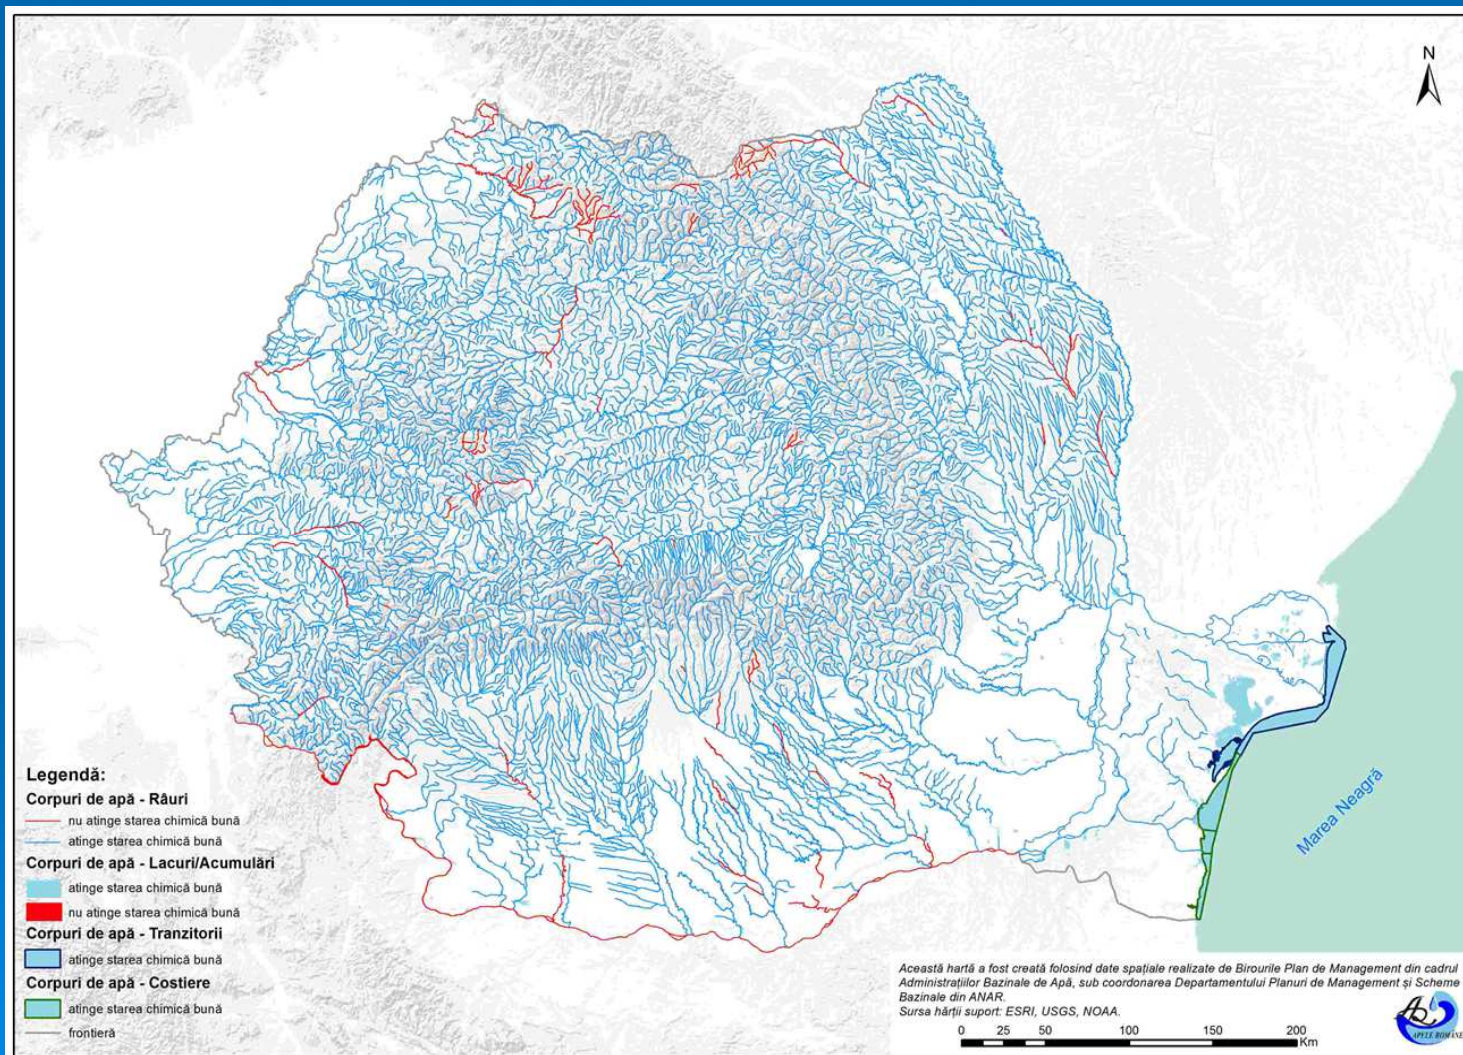 N
Marea Neagră
Legendă:
Corpuri de apă - Râuri
nu atinge starea chimică bună
atinge starea chimică bună
Corpuri de apă - Lacuri/Acumulări
atinge starea chimică bună
nu atinge starea chimică bună
Corpuri de apă - Tranzitorii
atinge starea chimică bună
Corpuri de apă - Costiere
atinge starea chimică bună
frontieră
Această hartă a fost creată folosind date spațiale realizate de Birourile Plan de Management din cadrul
Administrațiilor Bazinale de Apă, sub coordonarea Departamentului Planuri de Management și Scheme
Bazinale din ANAR.
Sursa hărții suport: ESRI, USGS, NOAA.
0 25 50 100 150 200
Km
APELE ROMÂNE